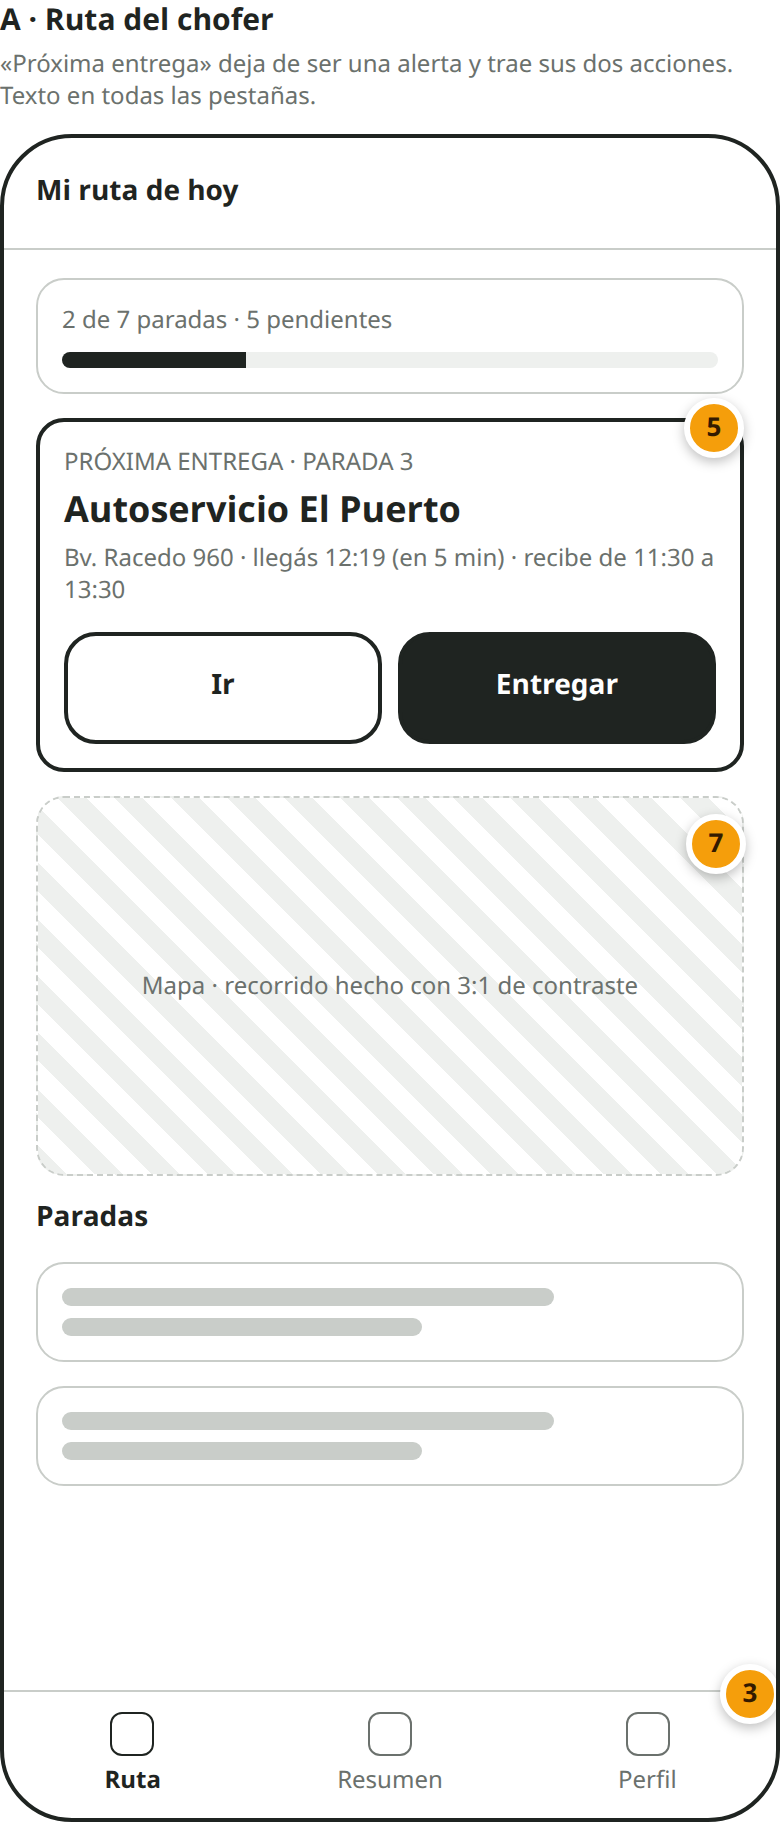 A · Ruta del chofer
«Próxima entrega» deja de ser una alerta y trae sus dos acciones.
Texto en todas las pestañas.
Mi ruta de hoy
2 de 7 paradas · 5 pendientes
5
PRÓXIMA ENTREGA · PARADA 3
Autoservicio El Puerto
Bv. Racedo 960 · llegás 12:19 (en 5 min) · recibe de 11:30 a
13:30
Ir
Entregar
7
Mapa · recorrido hecho con 3:1 de contraste
Paradas
3
Ruta
Resumen
Perfil